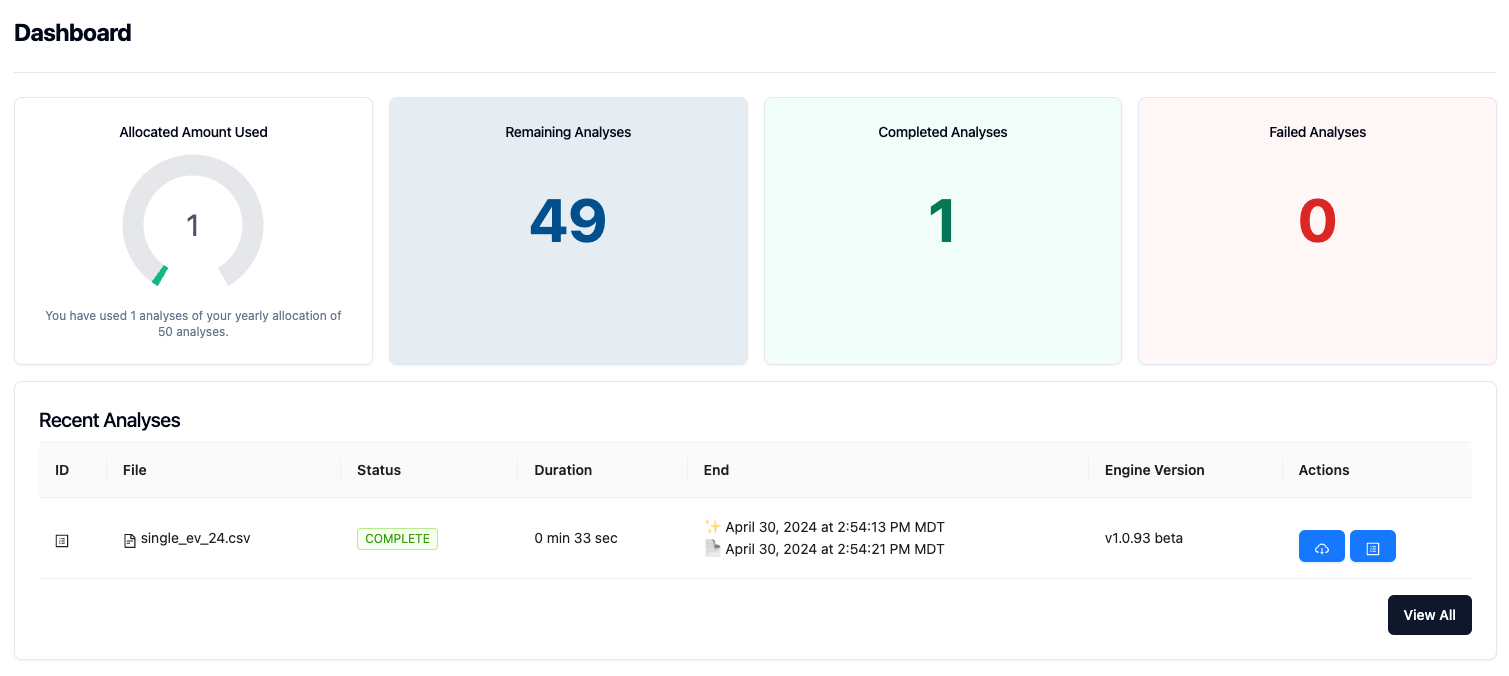 Dashboard
Allocated Amount Used
1
You have used 1 analyses of your yearly allocation of
50 analyses.
Remaining Analyses
49
Completed Analyses
1
Failed Analyses
0
Recent Analyses
ID File Status Duration End Engine Version Actions
single_ev_24.csv COMPLETE 0 min 33 sec ✨ April 30, 2024 at 2:54:13 PM MDT v1.0.93 beta
April 30, 2024 at 2:54:21 PM MDT
View All